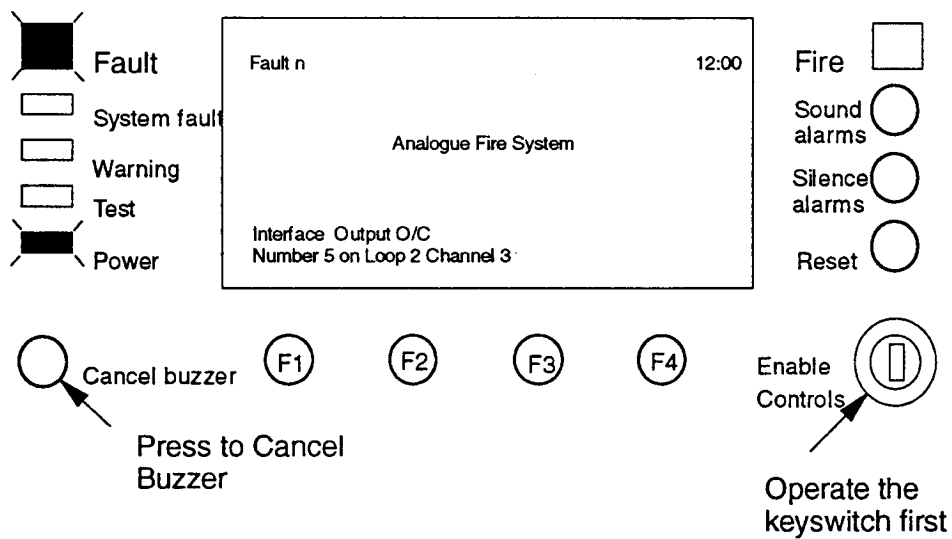 Fault
System fault
Warning
Test
Power
Fault n 12:00
Analogue Fire System
Interface Output O/C
Number 5 on Loop 2 Channel 3
Fire
Sound
alarms
Silence
alarms
Reset
Cancel buzzer
F1
F2
F3
F4
Enable
Controls
Press to Cancel
Buzzer
Operate the
keyswitch first